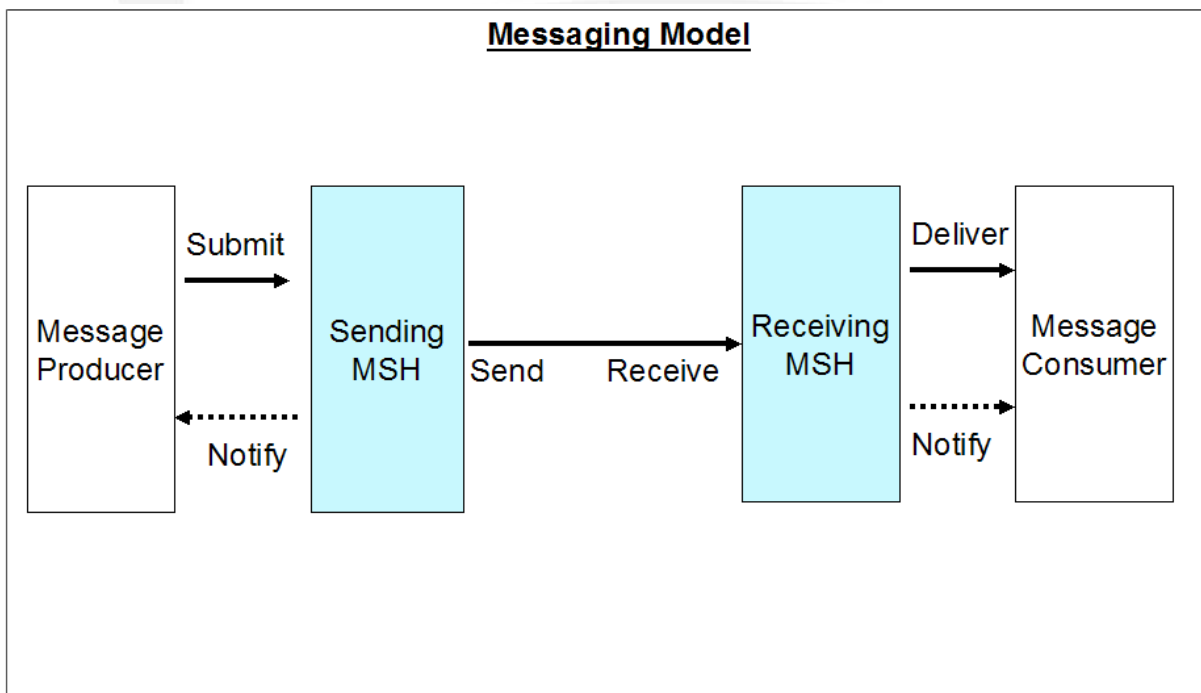 Messaging Model
Submit
Deliver
Message
Producer
Sending
MSH
Receiving
MSH
Message
Consumer
Send
Receive
Notify
Notify